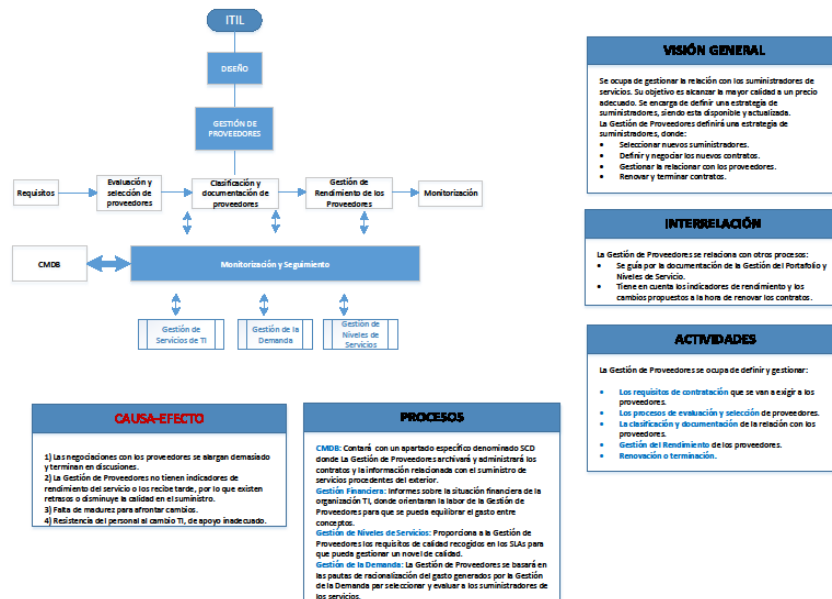 ITIL
DISEÑO
GESTIÓN DE
PROVEEDORES
Requisitos
Evaluación y
selección de
proveedores
Clasificación y
documentación de
proveedores
Gestión de
Rendimiento de los
Proveedores
Monitorización
CMDB
Monitorización y Seguimiento
Gestión de
Servicios de TI
Gestión de la
Demanda
Gestión de
Niveles de
Servicios
VISIÓN GENERAL
Se ocupa de gestionar la relación con los suministradores de
servicios. Su objetivo es alcanzar la mayor calidad a un precio
adecuado. Se encarga de definir una estrategia de
suministradores, siendo esta disponible y actualizada.
La Gestión de Proveedores definirá una estrategia de
suministradores, donde:
• Seleccionar nuevos suministradores.
• Definir y negociar los nuevos contratos.
• Gestionar la relacionar con los proveedores.
• Renovar y terminar contratos.
INTERRELACIÓN
La Gestión de Proveedores se relaciona con otros procesos:
• Se guía por la documentación de la Gestión del Portafolio y
Niveles de Servicio.
• Tiene en cuenta los indicadores de rendimiento y los
cambios propuestos a la hora de renovar los contratos.
ACTIVIDADES
La Gestión de Proveedores se ocupa de definir y gestionar:
• Los requisitos de contratación que se van a exigir a los
proveedores.
• Los procesos de evaluación y selección de proveedores.
• La clasificación y documentación de la relación con los
proveedores.
• Gestión del Rendimiento de los proveedores.
• Renovación o terminación.
CAUSA-EFECTO
1) Las negociaciones con los proveedores se alargan demasiado
y terminan en discusiones.
2) La Gestión de Proveedores no tienen indicadores de
rendimiento del servicio o los recibe tarde, por lo que existen
retrasos o disminuye la calidad en el suministro.
3) Falta de madurez para afrontar cambios.
4) Resistencia del personal al cambio TI, de apoyo inadecuado.
PROCESOS
CMDB: Contará con un apartado específico denominado SCD
donde La Gestión de Proveedores archivará y administrará los
contratos y la información relacionada con el suministro de
servicios procedentes del exterior.
Gestión Financiera: Informes sobre la situación financiera de la
organización TI, donde orientaran la labor de la Gestión de
Proveedores para que se pueda equilibrar el gasto entre
conceptos.
Gestión de Niveles de Servicios: Proporciona a la Gestión de
Proveedores los requisitos de calidad recogidos en los SLAs para
que pueda gestionar un novel de calidad.
Gestión de la Demanda: La Gestión de Proveedores se basará en
las pautas de racionalización del gasto generados por la Gestión
de la Demanda par seleccionar y evaluar a los suministradores de
los servicios.